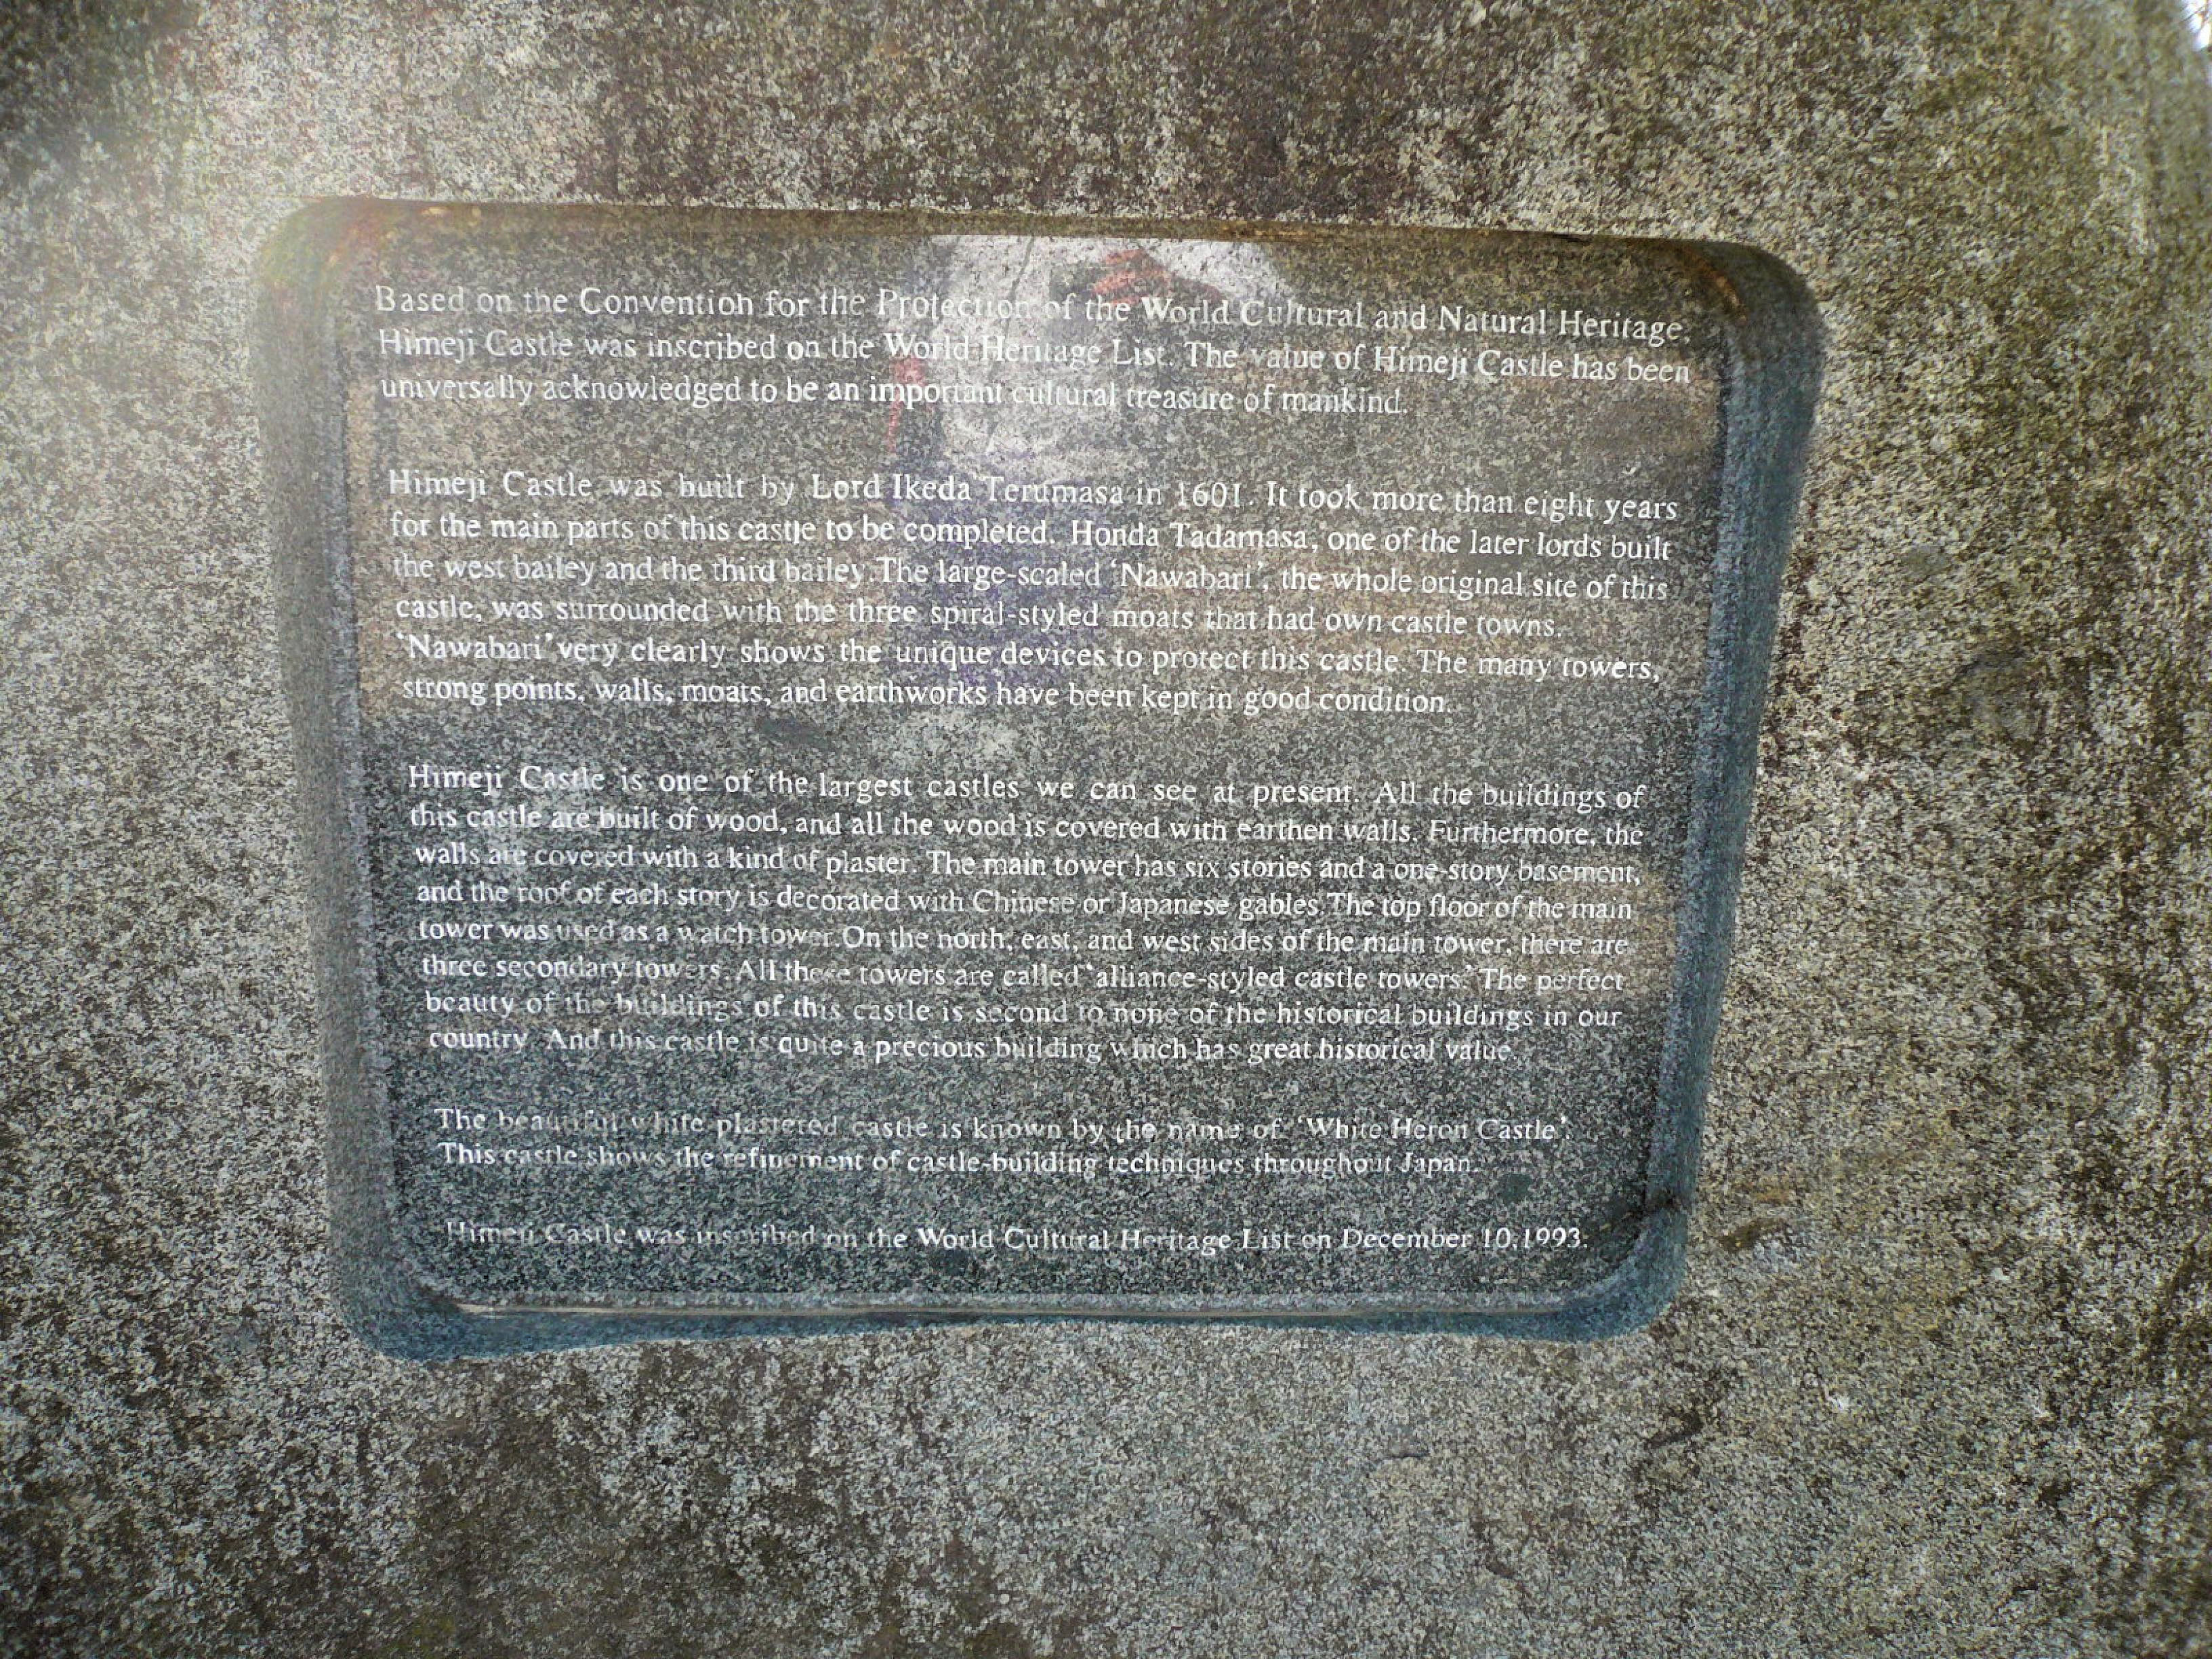 Based on the Convention for the Protection of the World Cultural and Natural Heritage,
Himeji Castle was inscribed on the World Heritage List. The value of Himeji Castle has been
universally acknowledged to be an important cultural treasure of mankind.
Himeji Castle was built by Lord Ikeda Terumasa in 1601. It took more than eight years
for the main parts of this castle to be completed. Honda Tadamasa, one of the later lords built
the west bailey and the third bailey. The large-scaled ‘Nawabari’, the whole original site of this
castle, was surrounded with the three spiral-styled moats that had own castle towns.
‘Nawabari’ very clearly shows the unique devices to protect this castle. The many towers,
strong points, walls, moats, and earthworks have been kept in good condition.
Himeji Castle is one of the largest castles we can see at present. All the buildings of
this castle are built of wood, and all the wood is covered with earthen walls. Furthermore, the
walls are covered with a kind of plaster. The main tower has six stories and a one-story basement,
and the roof of each story is decorated with Chinese or Japanese gables. The top floor of the main
tower was used as a watch tower. On the north, east, and west sides of the main tower, there are
three secondary towers. All these towers are called ‘alliance-styled castle towers.’ The perfect
beauty of the buildings of this castle is second to none of the historical buildings in our
country. And this castle is quite a precious building which has great historical value.
The beautiful white plastered castle is known by the name of ‘White Heron Castle’.
This castle shows the refinement of castle-building techniques throughout Japan.
Himeji Castle was inscribed on the World Cultural Heritage List on December 10,1993.